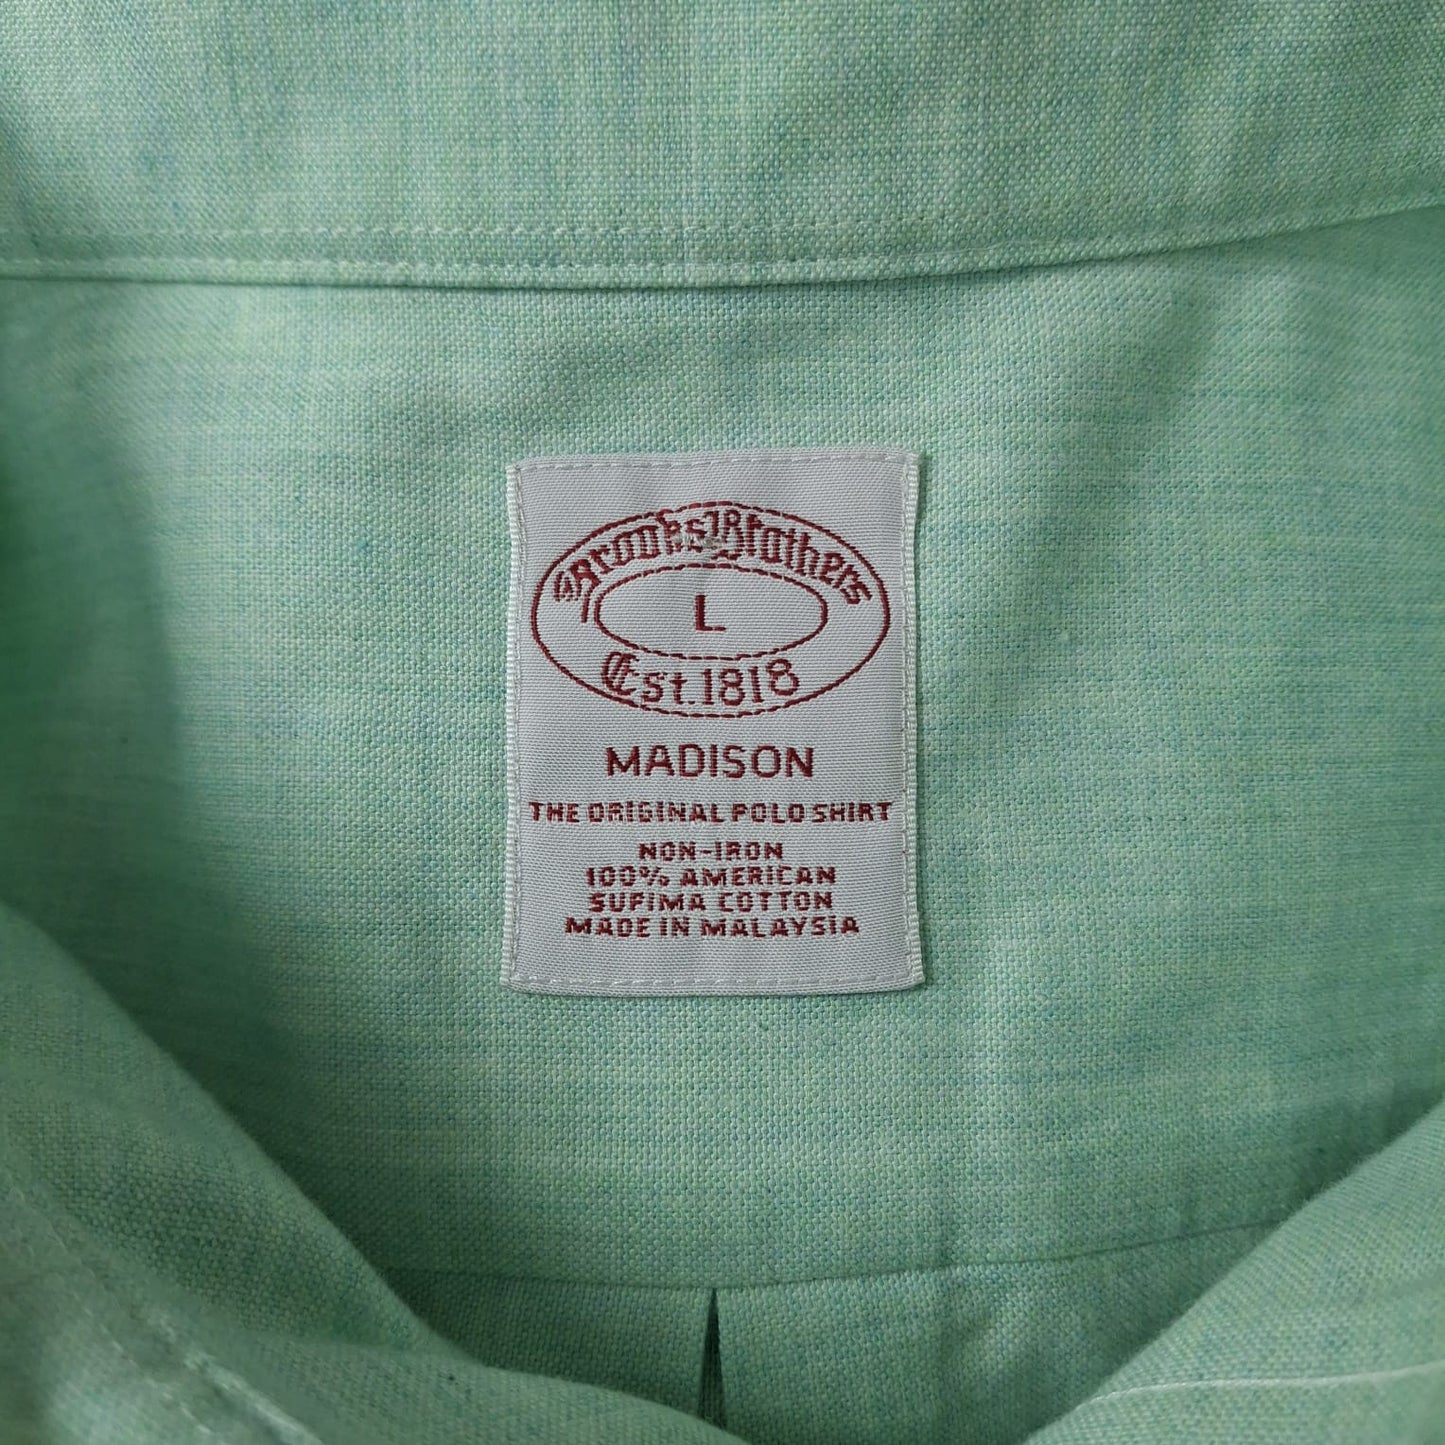 Brooks Brothers
L
Est. 1818
MADISON
THE ORIGINAL POLO SHIRT
NON-IRON
100% AMERICAN
SUPIMA COTTON
MADE IN MALAYSIA